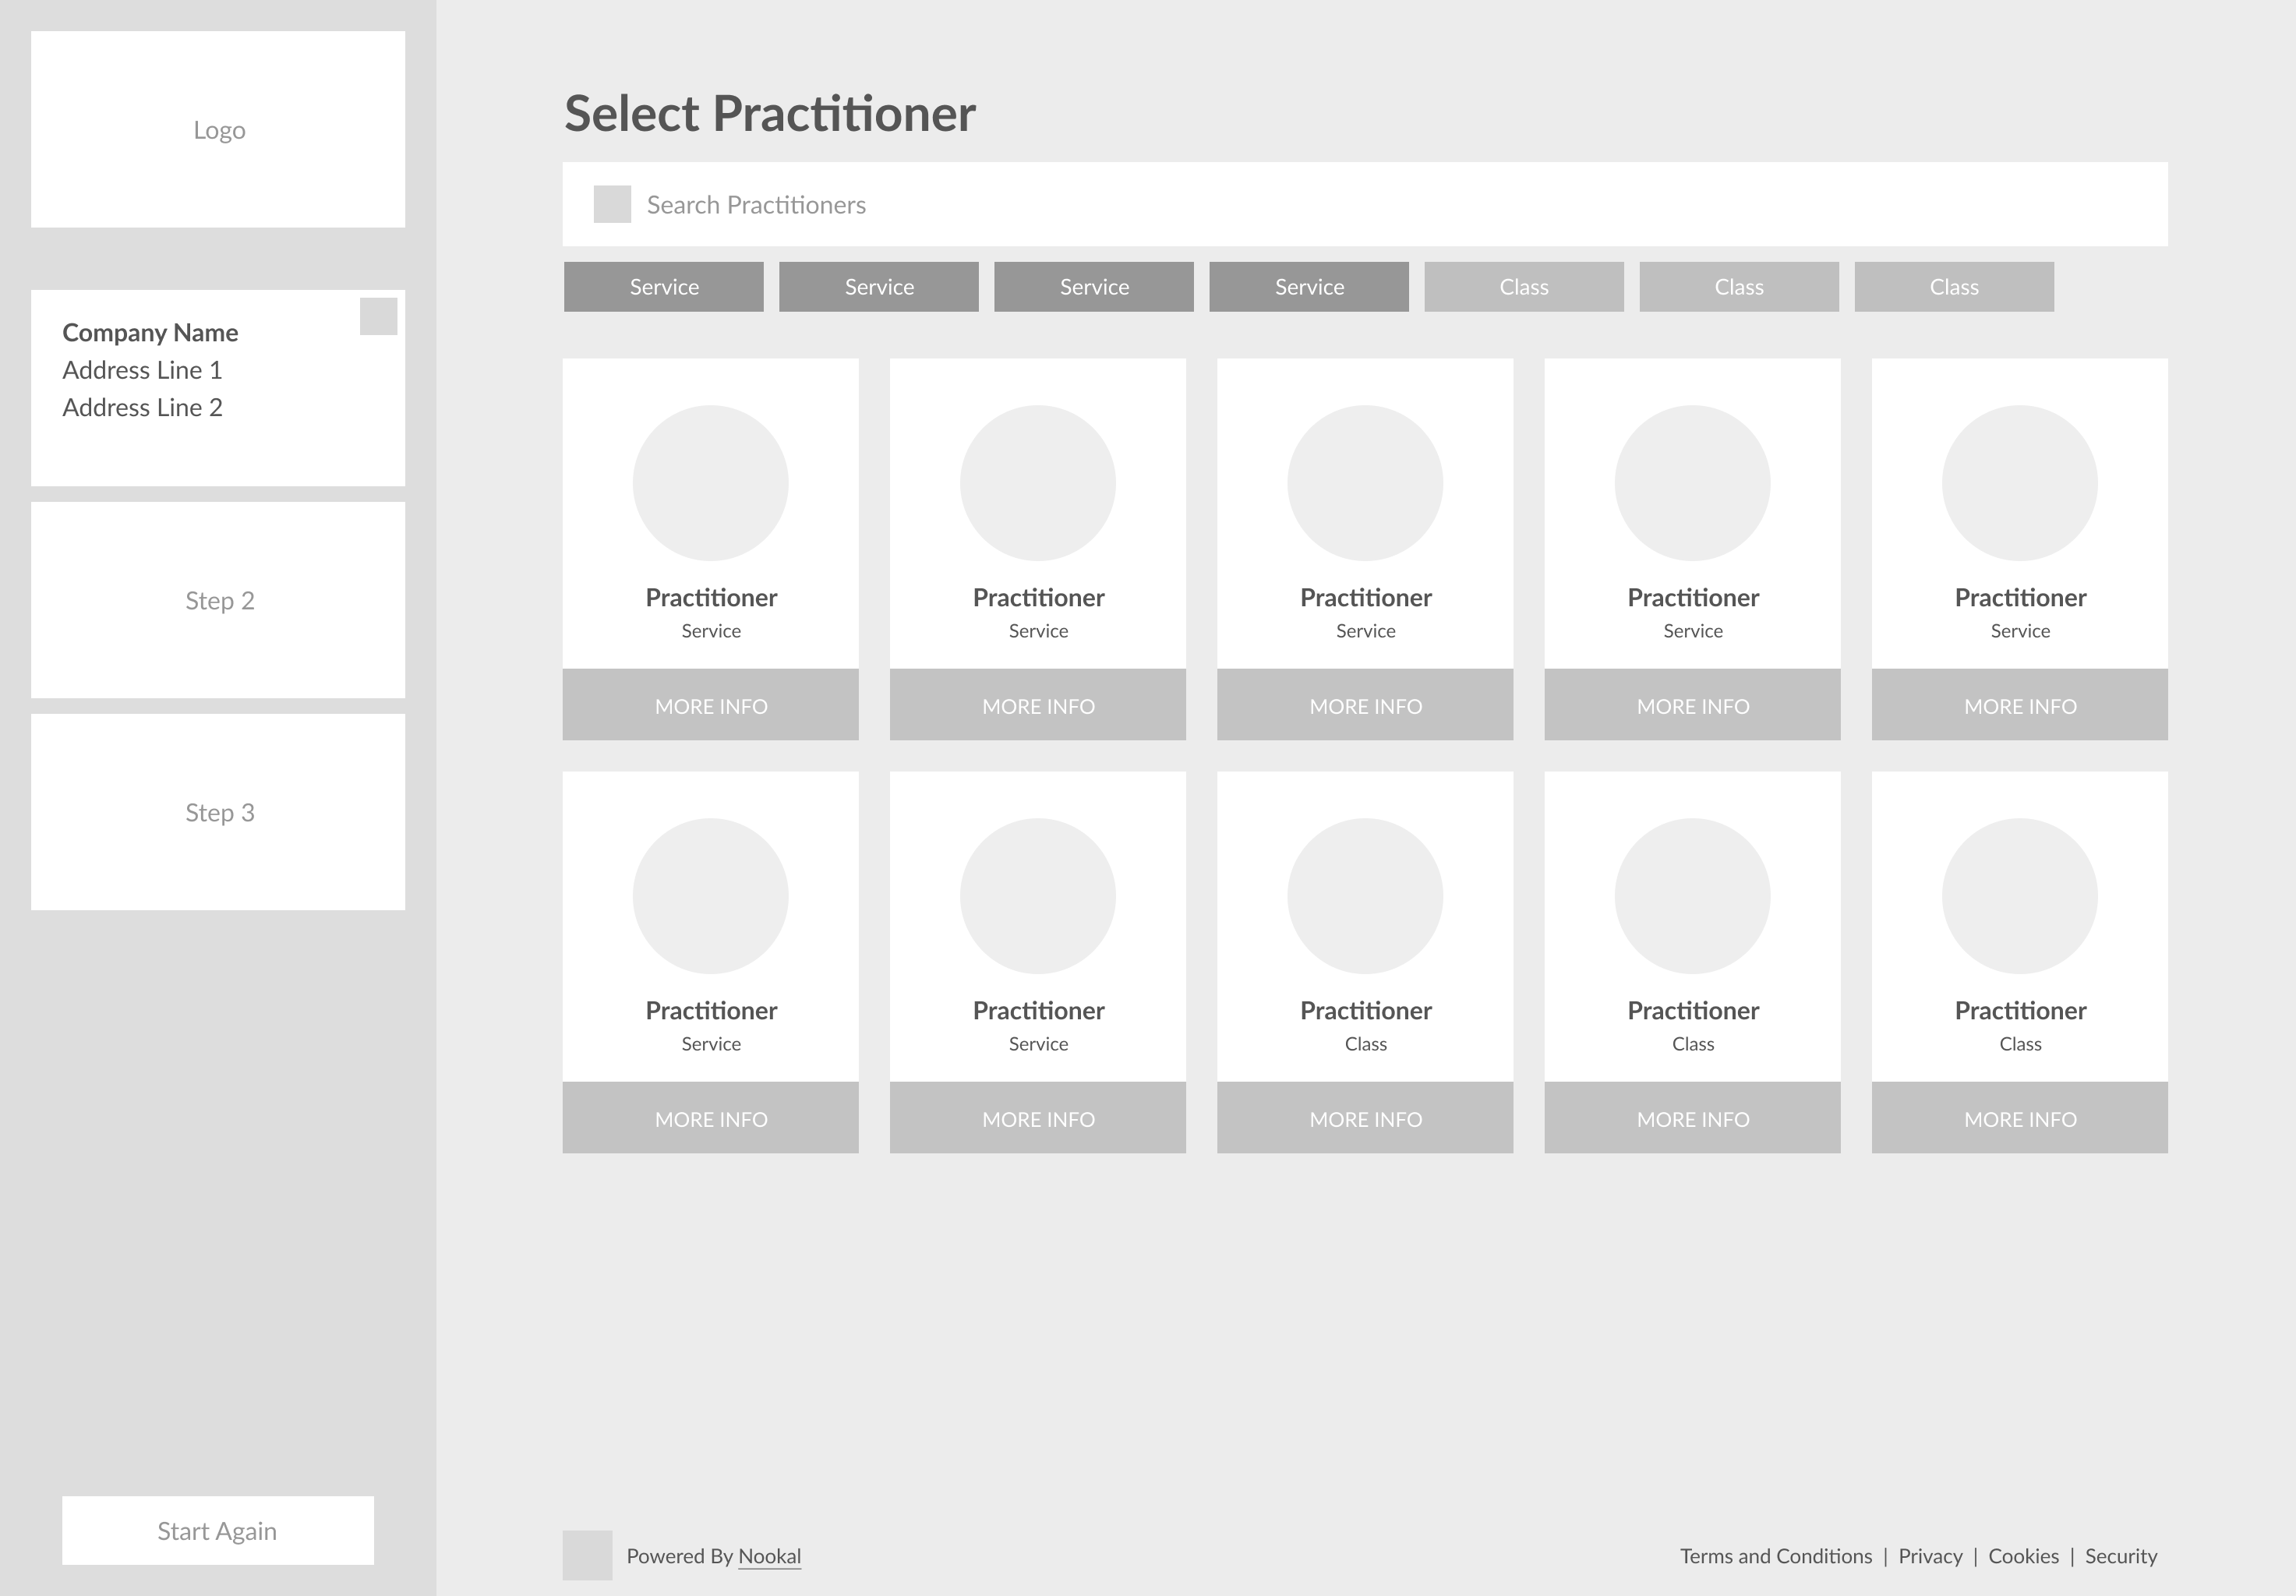 Logo
Company Name
Address Line 1
Address Line 2
Step 2
Step 3
Start Again
Select Practitioner
Search Practitioners
Service Service Service Service Class Class Class
Practitioner Practitioner Practitioner Practitioner Practitioner
Service Service Service Service Service
MORE INFO MORE INFO MORE INFO MORE INFO MORE INFO
Practitioner Practitioner Practitioner Practitioner Practitioner
Service Service Class Class Class
MORE INFO MORE INFO MORE INFO MORE INFO MORE INFO
Powered By Nookal
Terms and Conditions | Privacy | Cookies | Security